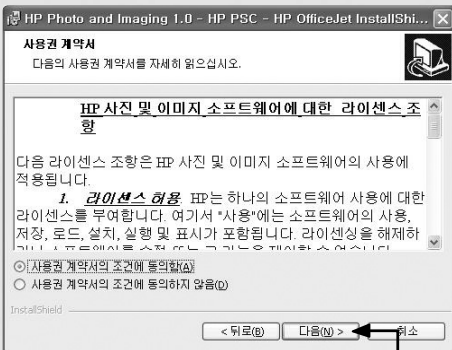 HP Photo and Imaging 1.0 - HP PSC - HP OfficeJet InstallShi...
사용권 계약서
다음의 사용권 계약서를 자세히 읽으십시오.
HP 사진 및 이미지 소프트웨어에 대한 라이센스 조
항
다음 라이센스 조항은 HP 사진 및 이미지 소프트웨어의 사용에
적용됩니다.
1. 라이센스 허용. HP는 하나의 소프트웨어 사용에 대한
라이센스를 부여합니다. 여기서 "사용"에는 소프트웨어의 사용,
저장, 로드, 설치, 실행 및 표시가 포함됩니다. 라이센싱을 해제하
사용권 계약서의 조건에 동의함(A)
사용권 계약서의 조건에 동의하지 않음(D)
InstallShield
< 뒤로(B) 다음(N) > 취소